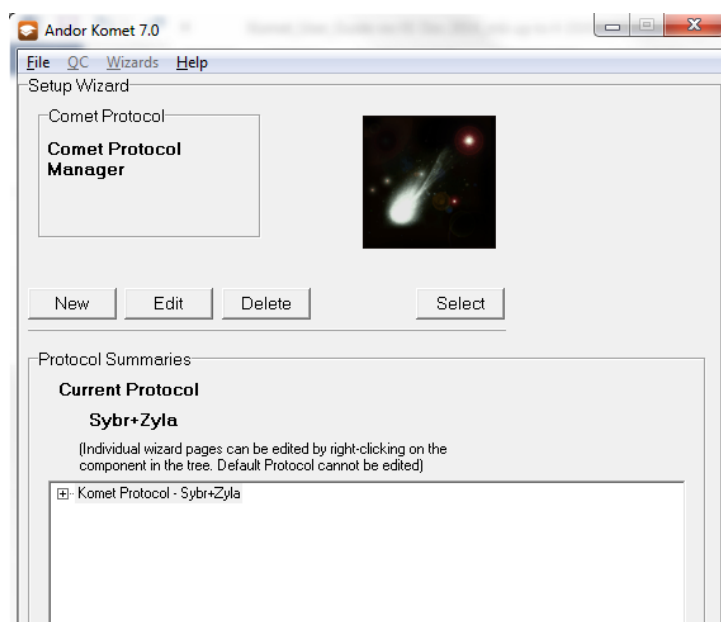 Andor Komet 7.0
File QC Wizards Help
Setup Wizard
Comet Protocol
Comet Protocol
Manager
New Edit Delete Select
Protocol Summaries
Current Protocol
Sybr+Zyla
(Individual wizard pages can be edited by right-clicking on the
component in the tree. Default Protocol cannot be edited)
Komet Protocol - Sybr+Zyla